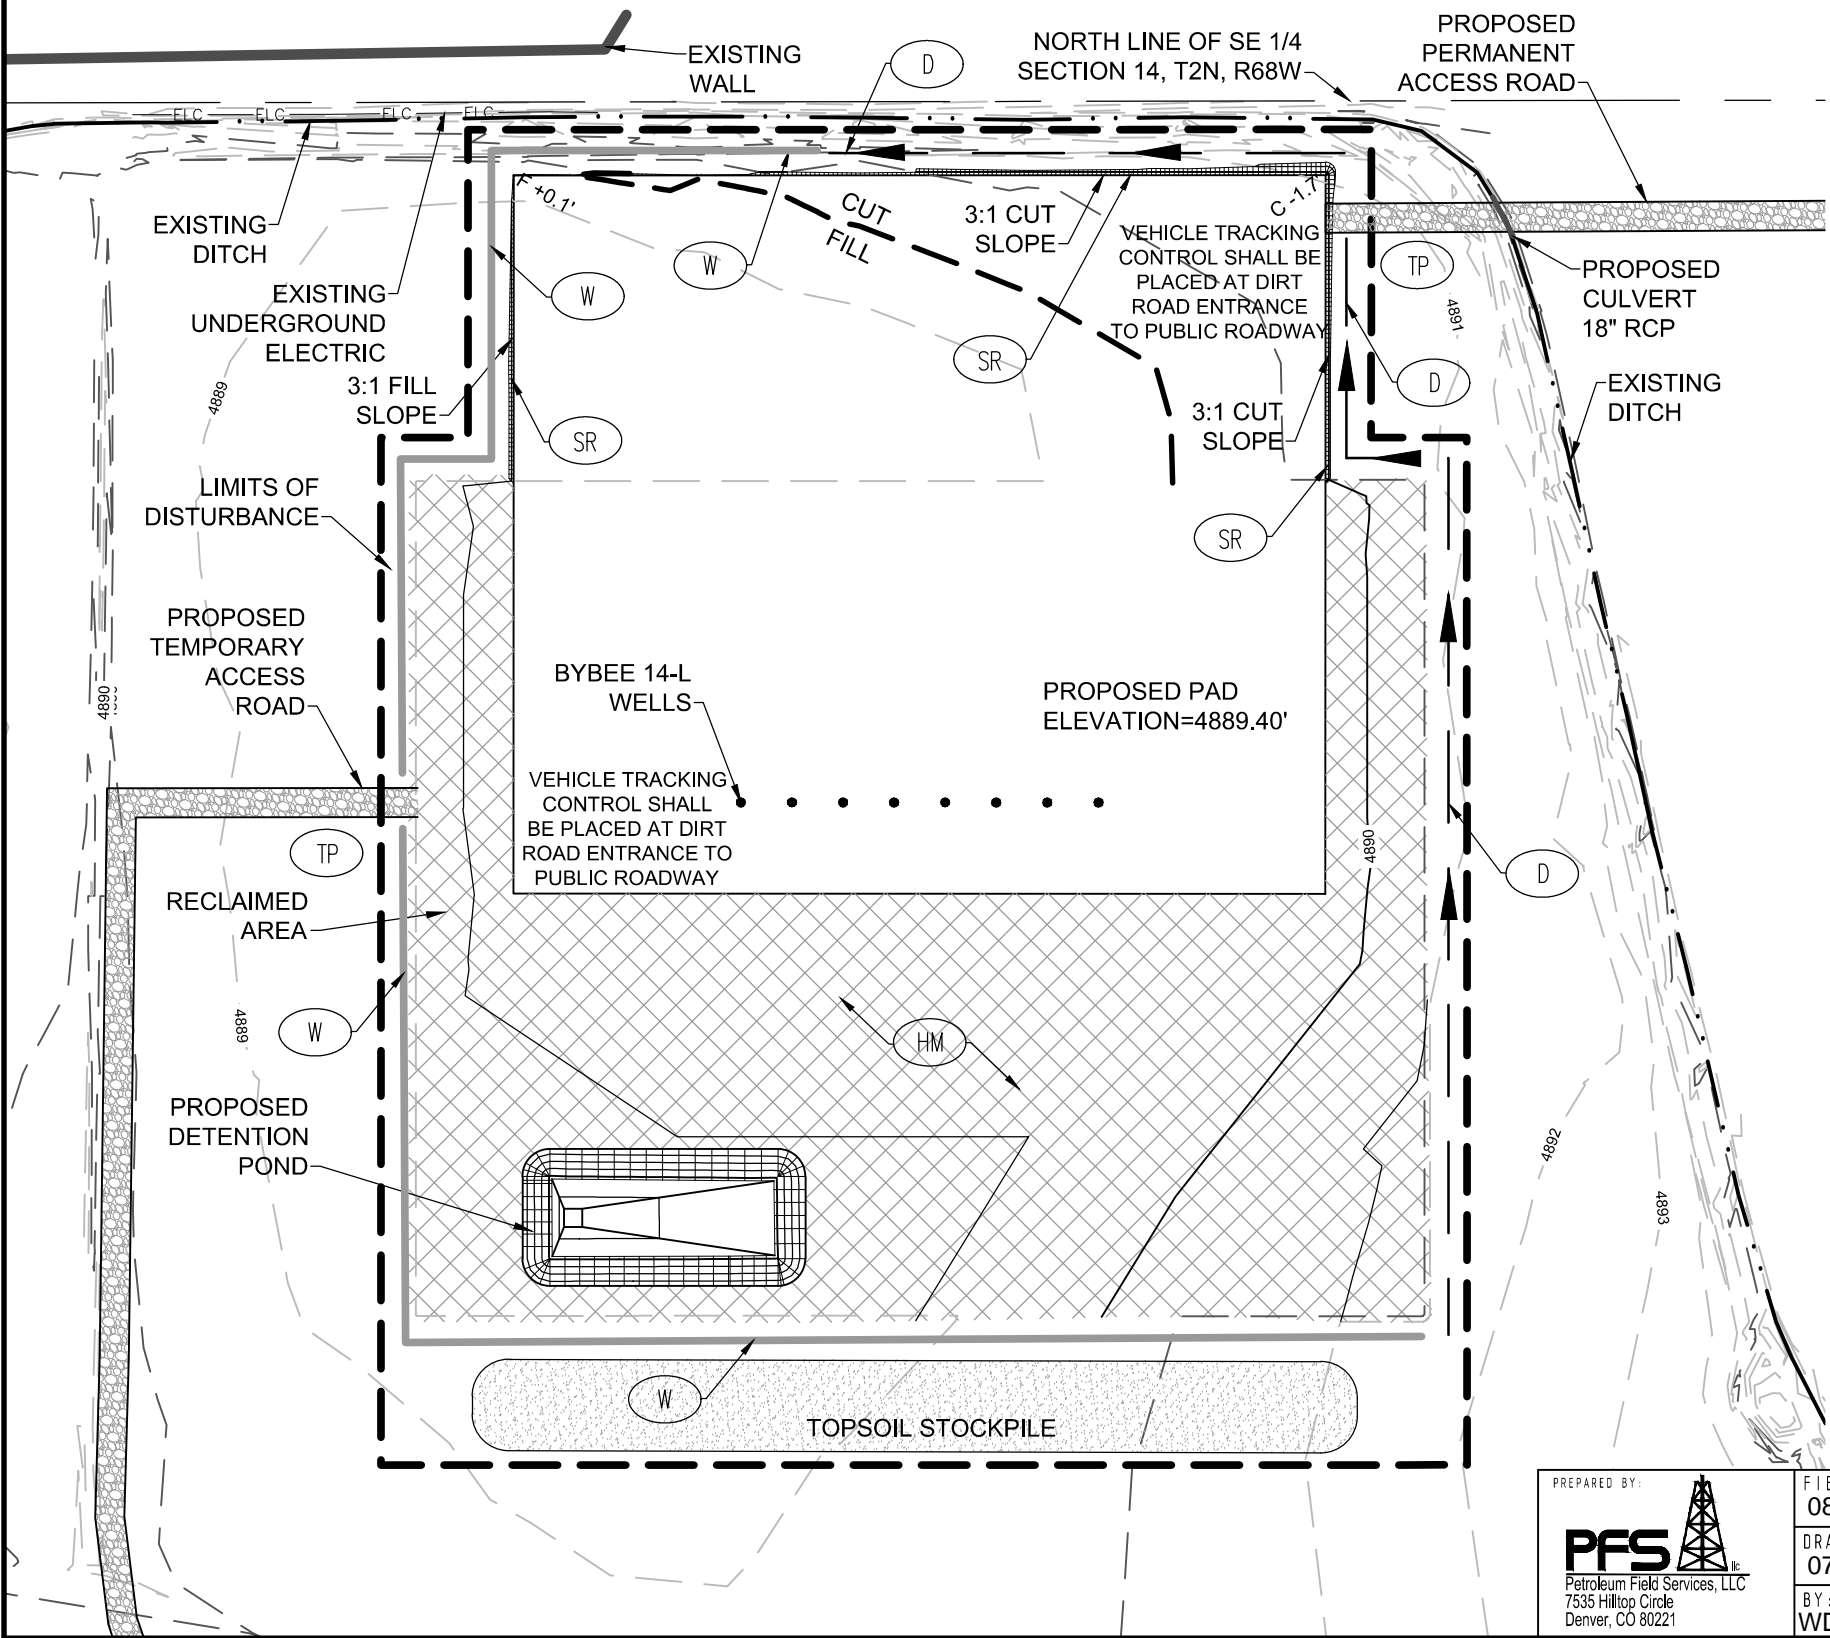 EXISTING
WALL
D
NORTH LINE OF SE 1/4
SECTION 14, T2N, R68W
PROPOSED
PERMANENT
ACCESS ROAD
ELC
ELC
ELC
ELC
EXISTING
DITCH
F +0.1'
CUT
FILL
3:1 CUT
SLOPE
C -1.7'
VEHICLE TRACKING
CONTROL SHALL BE
PLACED AT DIRT
ROAD ENTRANCE
TO PUBLIC ROADWAY
TP
PROPOSED
CULVERT
18" RCP
W
W
EXISTING
UNDERGROUND
ELECTRIC
4891
SR
D
EXISTING
DITCH
4889
3:1 FILL
SLOPE
SR
3:1 CUT
SLOPE
LIMITS OF
DISTURBANCE
SR
PROPOSED
TEMPORARY
ACCESS
ROAD
4890
BYBEE 14-L
WELLS
PROPOSED PAD
ELEVATION=4889.40'
VEHICLE TRACKING
CONTROL SHALL
BE PLACED AT DIRT
ROAD ENTRANCE TO
PUBLIC ROADWAY
4890
TP
D
RECLAIMED
AREA
4889
W
HM
PROPOSED
DETENTION
POND
4892
4893
W
TOPSOIL STOCKPILE
PREPARED BY:
PFS
llc
Petroleum Field Services, LLC
7535 Hilltop Circle
Denver, CO 80221
FIE
08
DRA
07
BY: